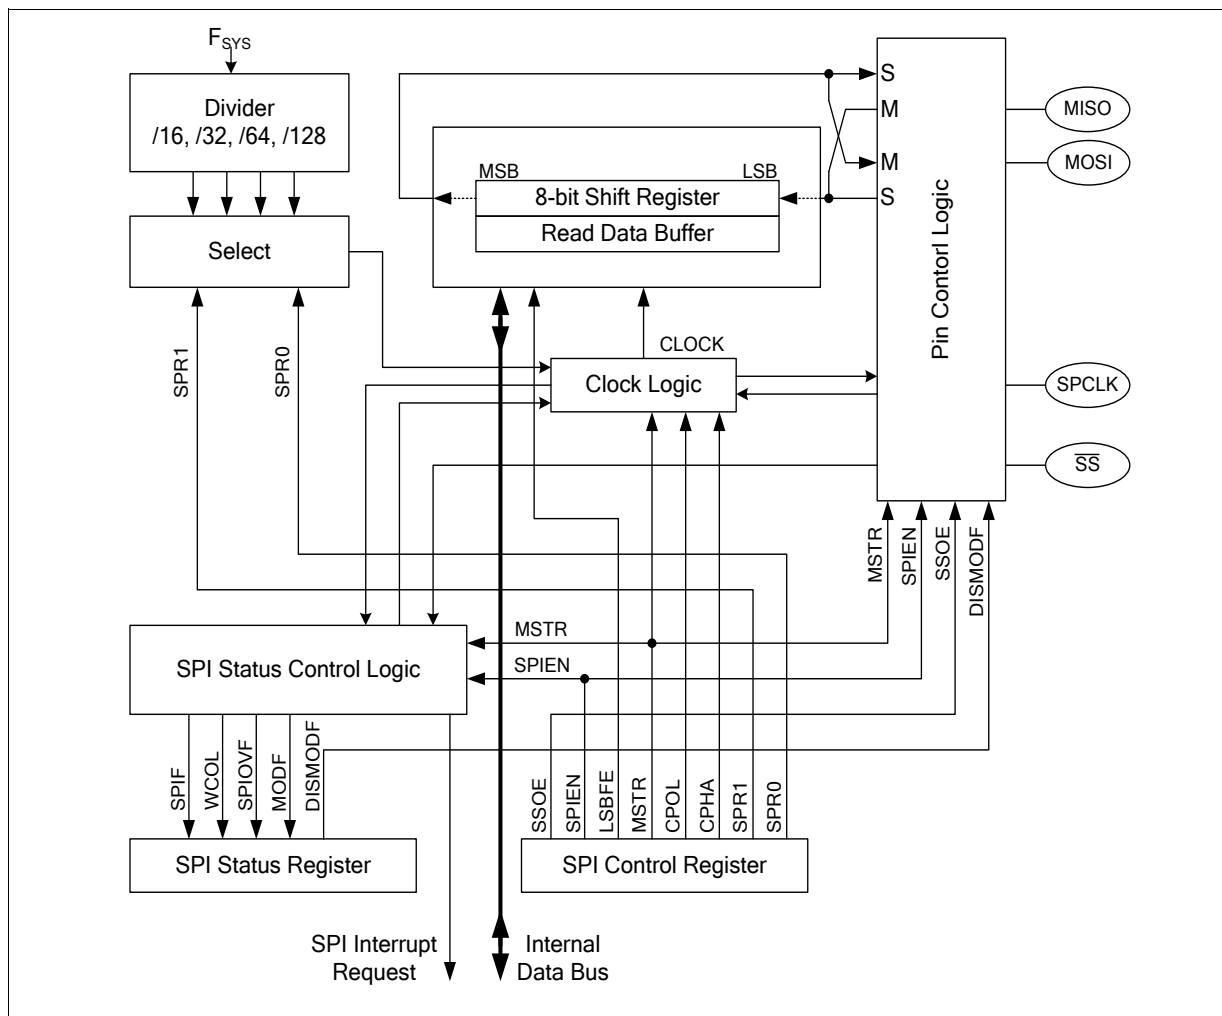 FSYS
Divider
/16, /32, /64, /128
Select
SPR1
SPR0
MSB
LSB
8-bit Shift Register
Read Data Buffer
CLOCK
Clock Logic
S
M
M
S
Pin Contorl Logic
MISO
MOSI
SPCLK
SS
MSTR
SPIEN
SSOE
DISMODF
MSTR
SPIEN
SPI Status Control Logic
SPIF
WCOL
SPIOVF
MODF
DISMODF
SPI Status Register
SSOE
SPIEN
LSBFE
MSTR
CPOL
CPHA
SPR1
SPR0
SPI Control Register
SPI Interrupt
Request
Internal
Data Bus